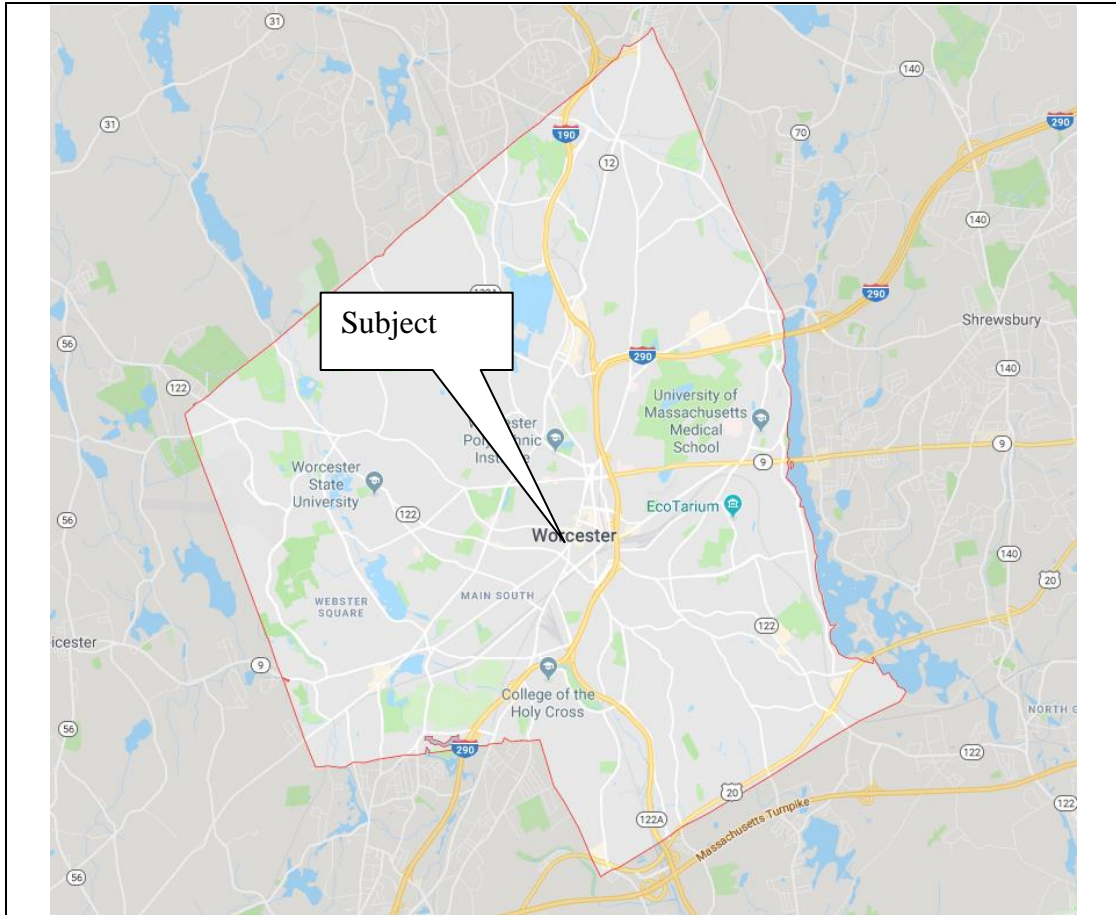 31
140
31
290
190
70
12
140
290
Subject
Shrewsbury
56
290
140
122
University of
Massachusetts
Medical
School
Institute
9
Worcester
State
University
9
EcoTarium
122
56
Worcester
140
20
WEBSTER
SQUARE
MAIN SOUTH
122
icester
9
College of the
Holy Cross
NORTH
56
290
122
20
122
122A
Massachusetts Turnpike
56